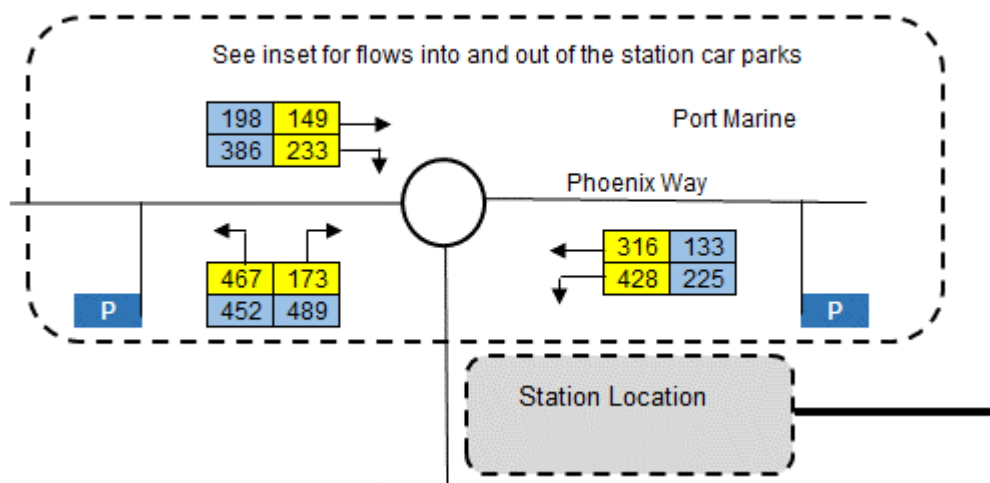 See inset for flows into and out of the station car parks
198 149
386 233
Port Marine
Phoenix Way
467 173
452 489
316 133
428 225
P
P
Station Location